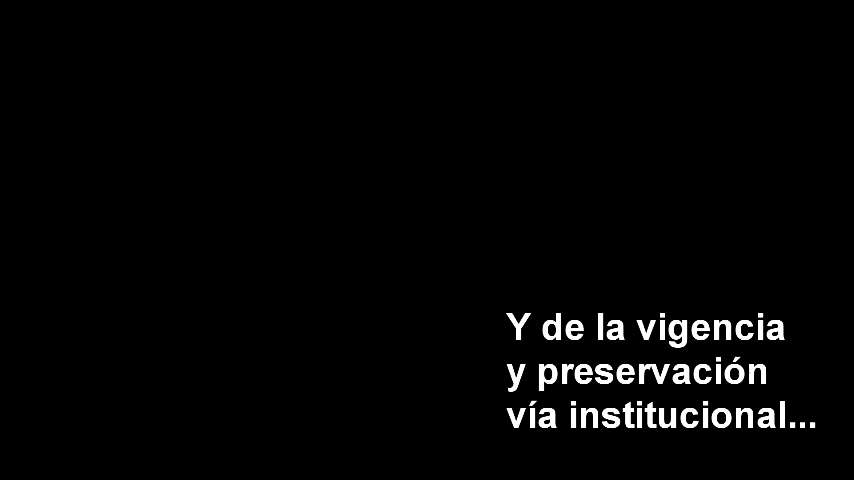 Y de la vigencia
y preservación
vía institucional...